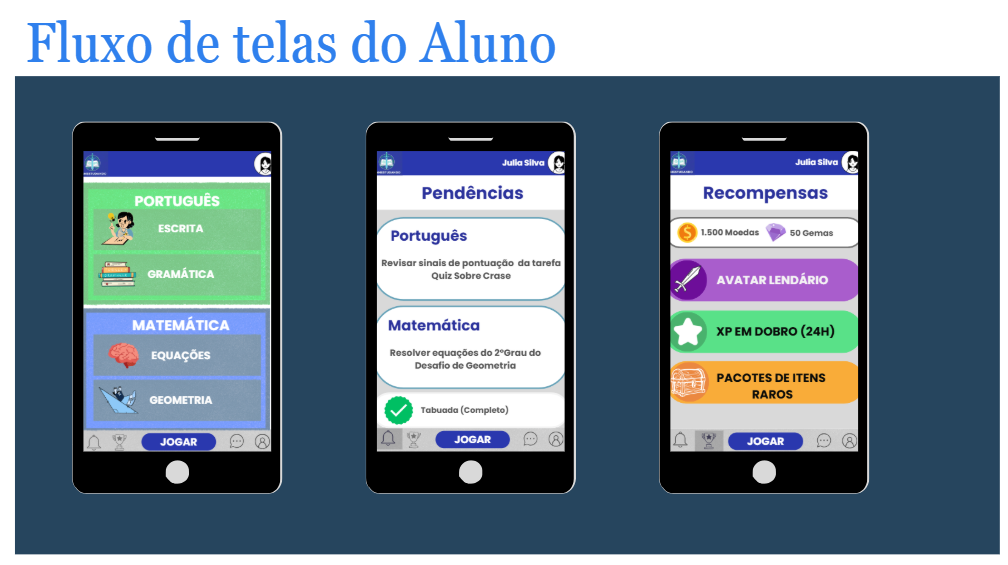 Fluxo de telas do Aluno
PORTUGUÊS
ESCRITA
GRAMÁTICA
MATEMÁTICA
EQUAÇÕES
GEOMETRIA
JOGAR
Julia Silva
Pendências
Português
Revisar sinais de pontuação da tarefa
Quiz Sobre Crase
Matemática
Resolver equações do 2ºGrau do
Desafio de Geometria
Tabuada (Completo)
JOGAR
Julia Silva
Recompensas
1.500 Moedas
50 Gemas
AVATAR LENDÁRIO
XP EM DOBRO (24H)
PACOTES DE ITENS
RAROS
JOGAR